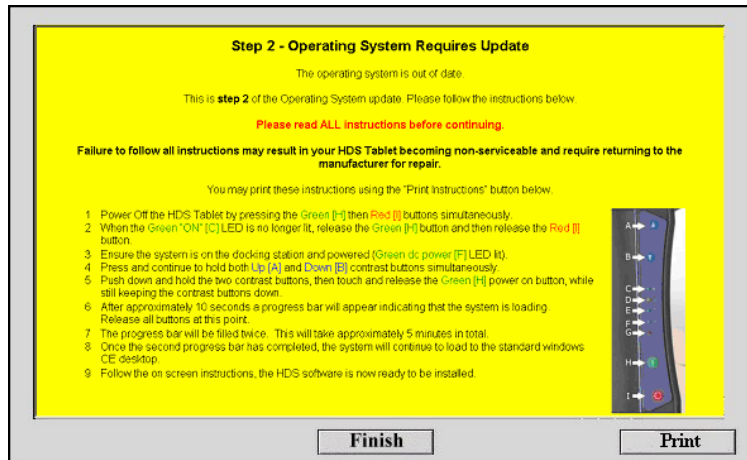 Step 2 - Operating System Requires Update
The operating system is out of date.
This is step 2 of the Operating System update. Please follow the instructions below.
Please read ALL instructions before continuing.
Failure to follow all instructions may result in your HDS Tablet becoming non-serviceable and require returning to the
manufacturer for repair.
You may print these instructions using the "Print Instructions" button below.
1 Power Off the HDS Tablet by pressing the Green [H] then Red [I] buttons simultaneously.
2 When the Green "ON" [C] LED is no longer lit, release the Green [H] button and then release the Red [I]
button.
3 Ensure the system is on the docking station and powered (Green dc power [F] LED lit).
4 Press and continue to hold both Up [A] and Down [B] contrast buttons simultaneously.
5 Push down and hold the two contrast buttons, then touch and release the Green [H] power on button, while
still keeping the contrast buttons down.
6 After approximately 10 seconds a progress bar will appear indicating that the system is loading.
Release all buttons at this point.
7 The progress bar will be filled twice. This will take approximately 5 minutes in total.
8 Once the second progress bar has completed, the system will continue to load to the standard windows
CE desktop.
9 Follow the on screen instructions, the HDS software is now ready to be installed.
A
B
C
D
E
F
G
H
I
Finish
Print